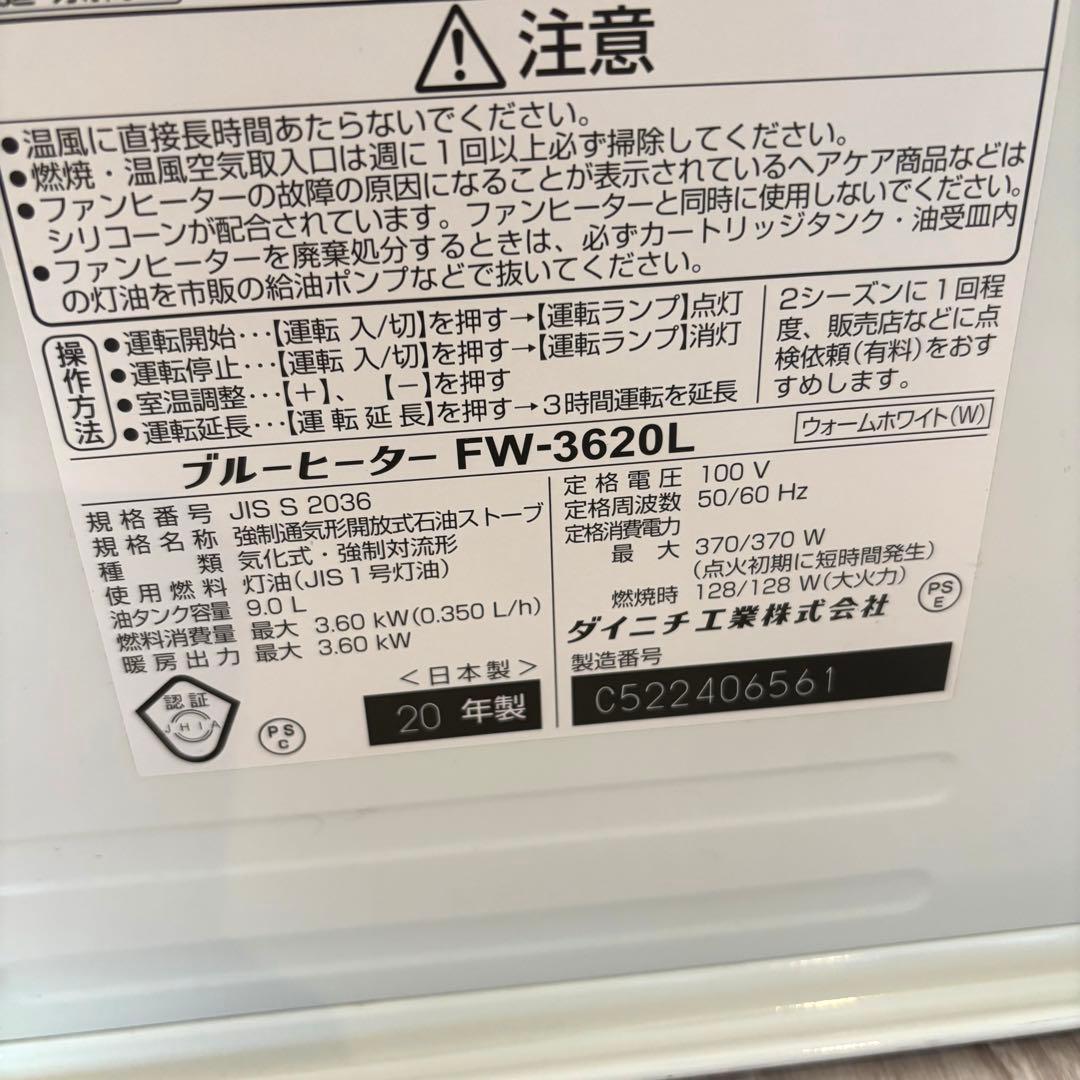 注意
●温風に直接長時間あたらないでください。
●燃焼・温風空気取入口は週に1回以上必ず掃除してください。
●ファンヒーターの故障の原因になることが表示されているヘアケア商品などは
シリコーンが配合されています。ファンヒーターと同時に使用しないでください。
●ファンヒーターを廃棄処分するときは、必ずカートリッジタンク・油受皿内
の灯油を市販の給油ポンプなどで抜いてください。
操作方法
●運転開始‥‥【運転 入/切】を押す→【運転ランプ】点灯
●運転停止‥‥【運転 入/切】を押す→【運転ランプ】消灯
●室温調整‥‥【+】、【−】を押す
●運転延長‥‥【運転延長】を押す→3時間運転を延長
2シーズンに1回程
度、販売店などに点
検依頼(有料)をおす
すめします。
ブルーヒーター FW-3620L
ウォームホワイト(W)
規格番号 JIS S 2036
規格名称 強制通気形開放式石油ストーブ
種類 気化式・強制対流形
使用燃料 灯油(JIS1号灯油)
油タンク容量 9.0 L
燃料消費量 最大 3.60 kW(0.350 L/h)
暖房出力 最大 3.60 kW
定格電圧 100 V
定格周波数 50/60 Hz
定格消費電力
最大 370/370 W
(点火初期に短時間発生)
燃焼時 128/128 W(大火力)
ダイニチ工業株式会社
PS
E
<日本製>
製造番号
認証
JHIA
PS
C
20 年製
C522406561